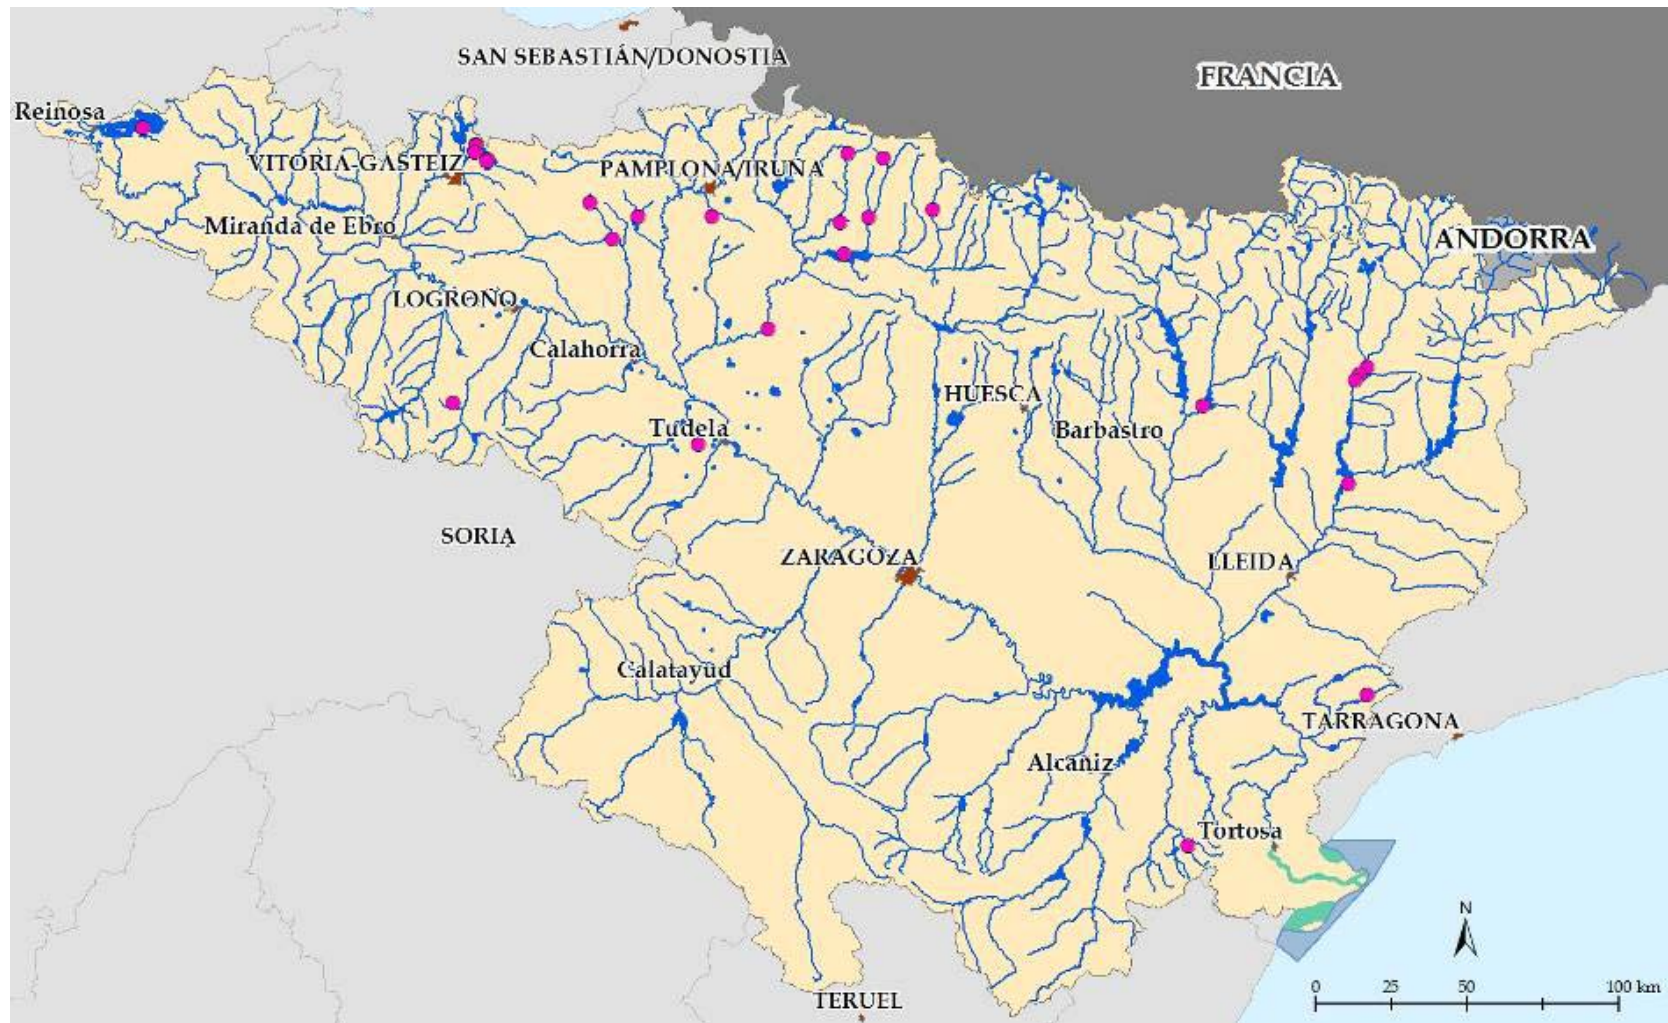 SAN SEBASTIÁN/DONOSTIA
FRANCIA
Reinosa
VITORIA-GASTEIZ
PAMPLONA/IRUÑA
Miranda de Ebro
ANDORRA
LOGROÑO
Calahorra
HUESCA
Tudela
Barbastro
SORIA
ZARAGOZA
LLEIDA
Calatayud
TARRAGONA
Alcañiz
Tortosa
N
0 25 50 100 km
TERUEL